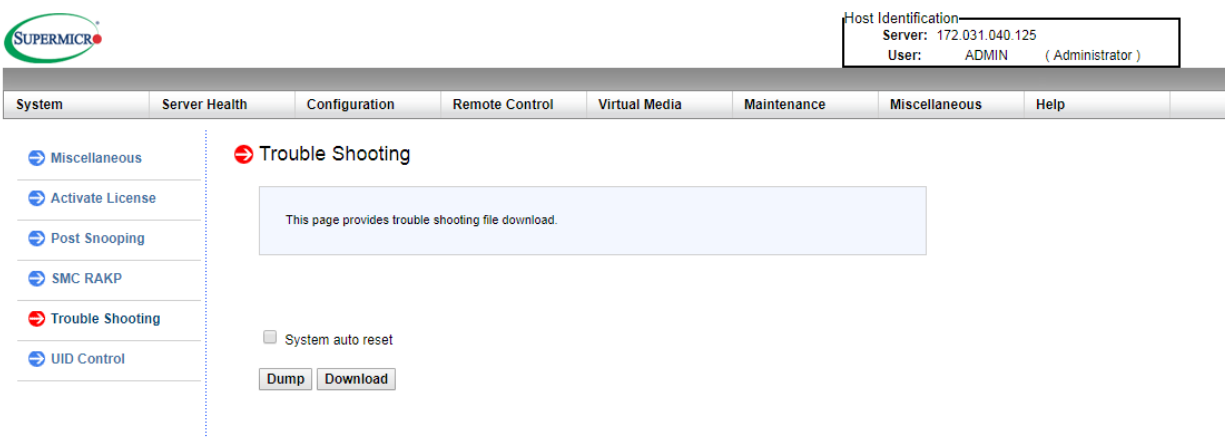 SUPERMICRO
Host Identification
Server: 172.031.040.125
User: ADMIN ( Administrator )
System Server Health Configuration Remote Control Virtual Media Maintenance Miscellaneous Help
Miscellaneous
Activate License
Post Snooping
SMC RAKP
Trouble Shooting
UID Control
Trouble Shooting
This page provides trouble shooting file download.
System auto reset
Dump Download